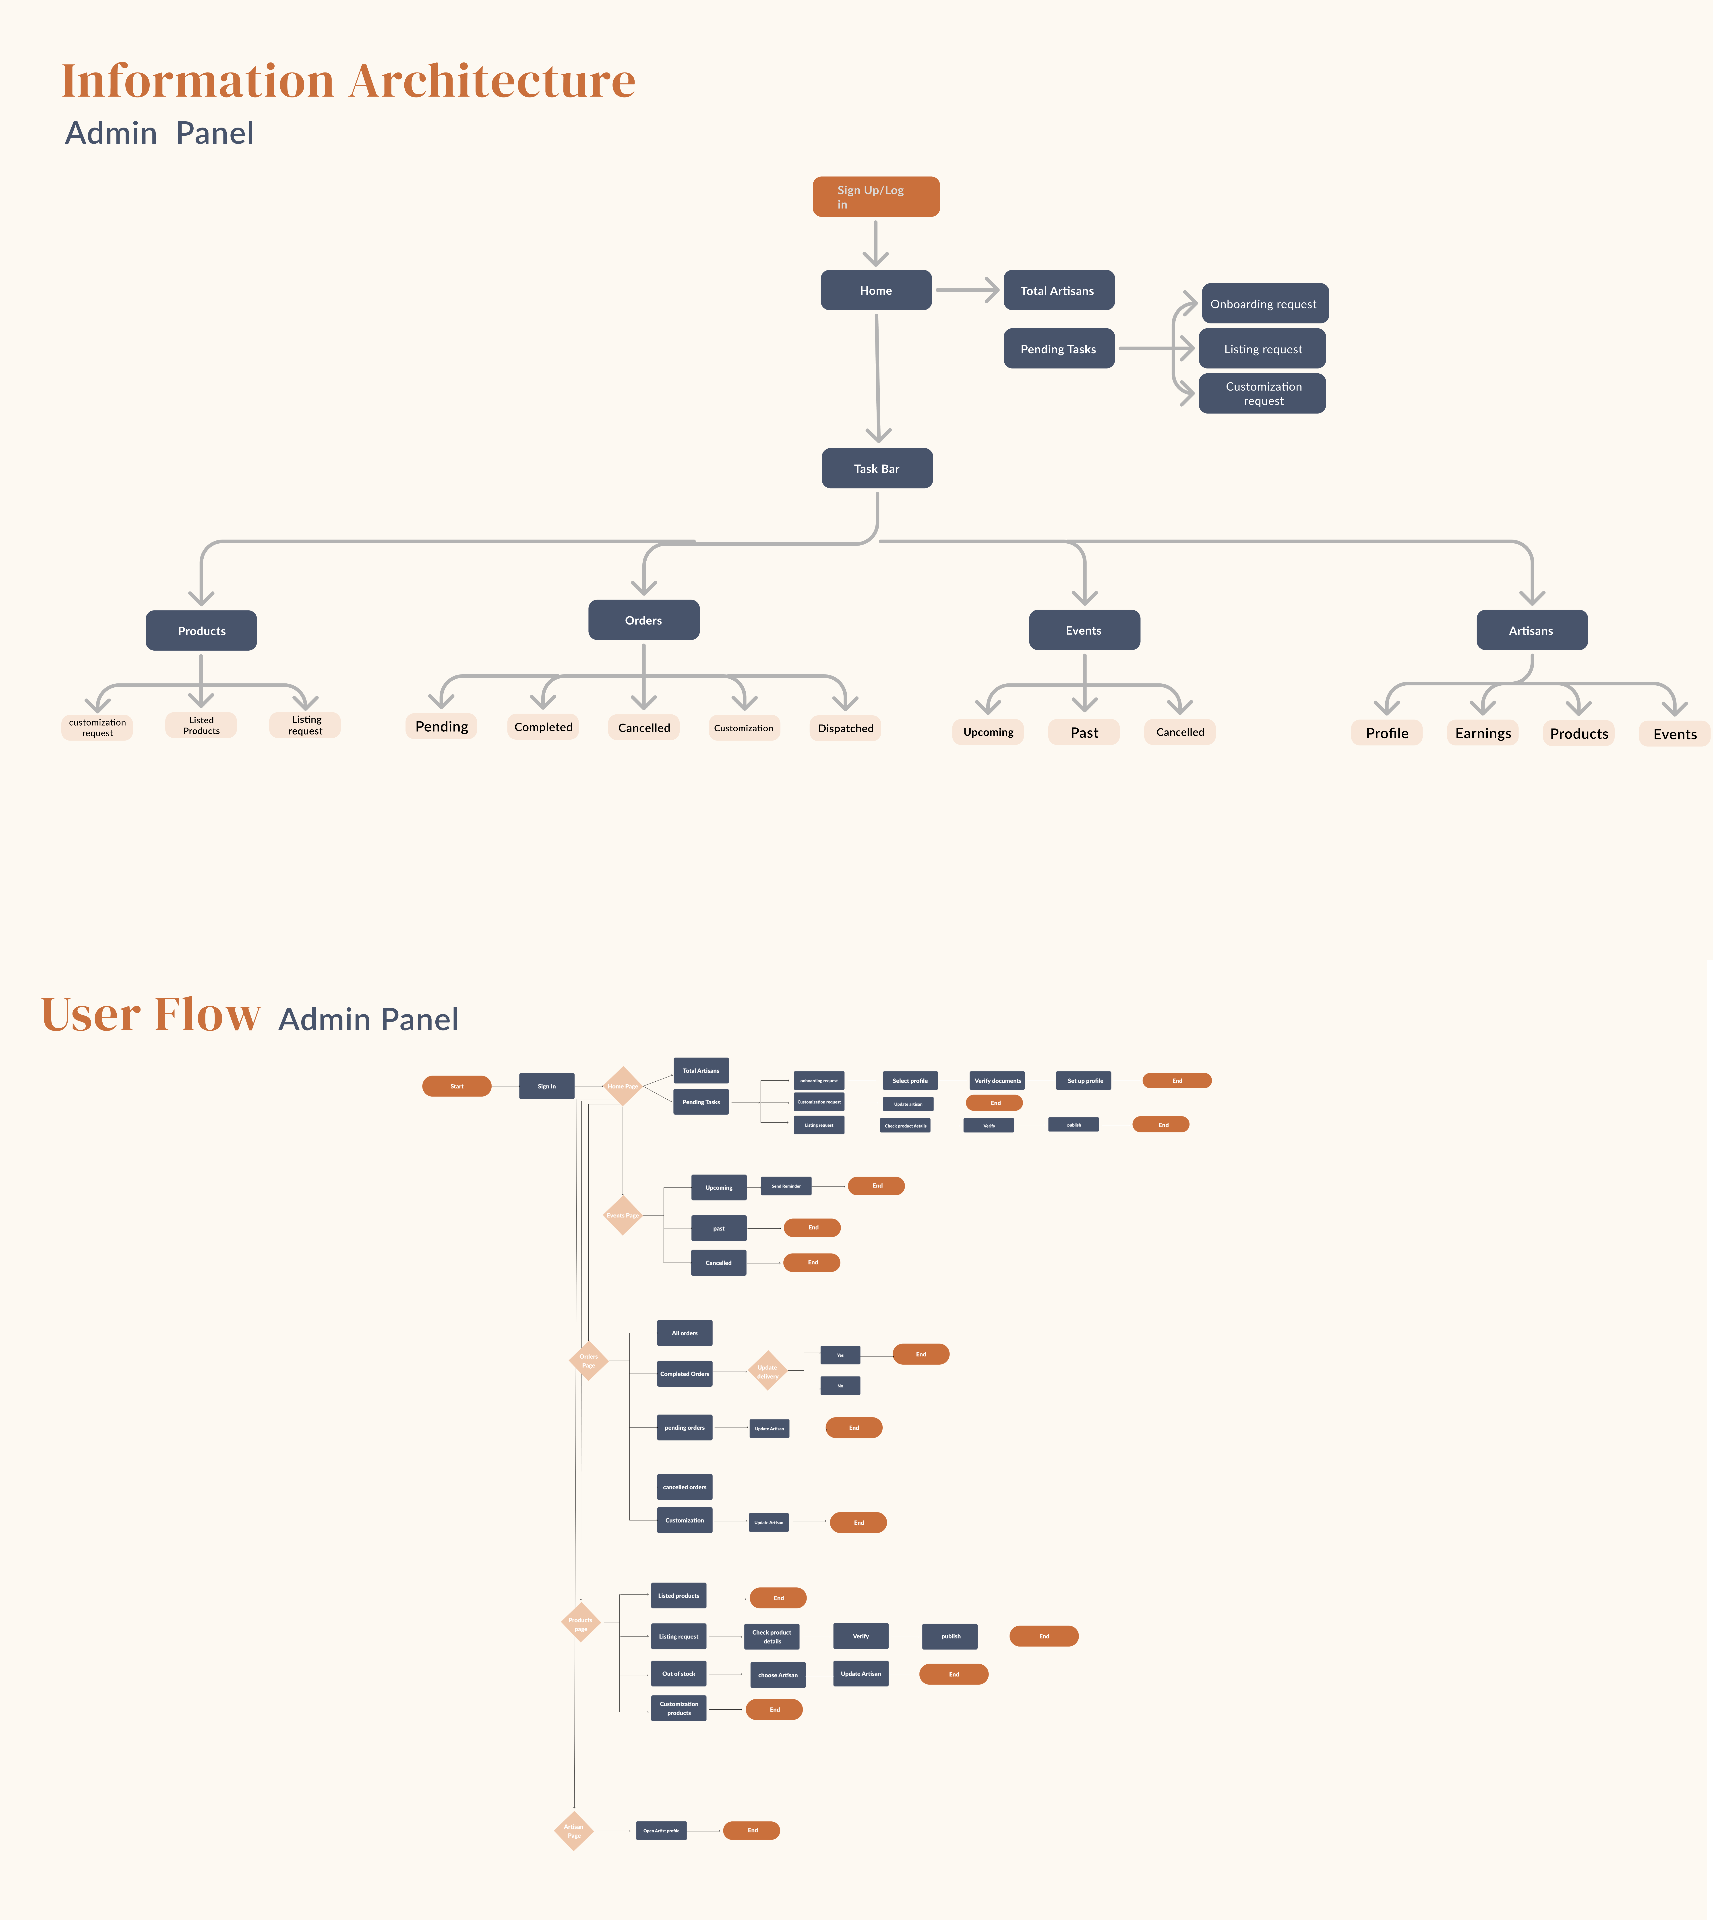 Information Architecture
Admin Panel
Sign Up/Log
in
Home
Total Artisans
Onboarding request
Pending Tasks
Listing request
Customization
request
Task Bar
Products
Orders
Events
Artisans
customization
request
Listed
Products
Listing
request
Pending
Completed
Cancelled
Customization
Dispatched
Upcoming
Past
Cancelled
Profile
Earnings
Products
Events
User Flow Admin Panel
Start
Sign In
Home Page
Total Artisans
Pending Tasks
onboarding request
Select profile
Verify documents
Set up profile
End
Customization request
Update artisan
End
Listing request
Check product details
Verify
publish
End
Events Page
Upcoming
Send Reminder
End
past
End
Cancelled
End
Orders
Page
All orders
Completed Orders
Update
delivery
Yes
End
No
pending orders
Update Artisan
End
cancelled orders
Customization
Update Artisan
End
Products
page
Listed products
End
Listing request
Check product
details
Verify
publish
End
Out of stock
choose Artisan
Update Artisan
End
Customization
products
End
Artisan
Page
Open Artist profile
End